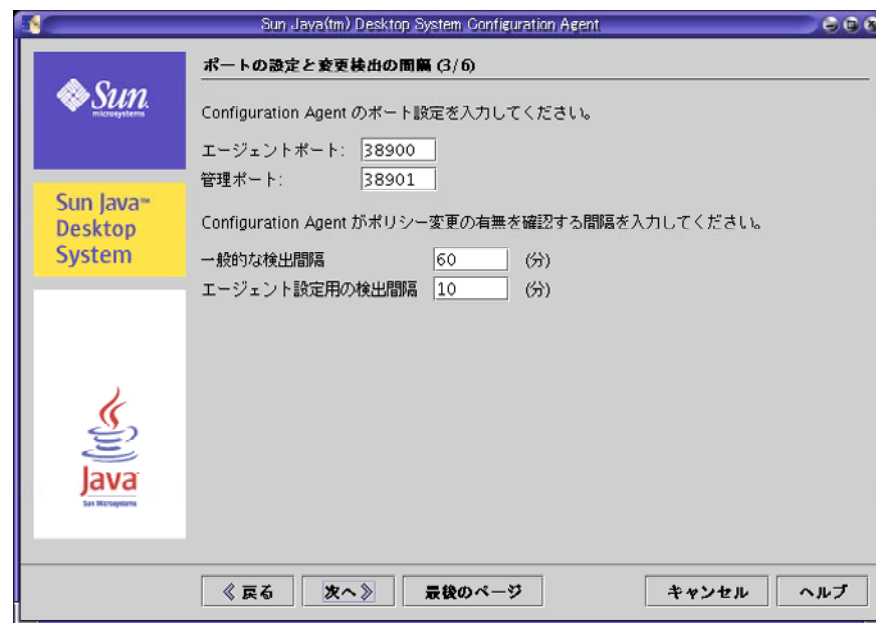 Sun Java(tm) Desktop System Configuration Agent
Sun
microsystems
Sun Java™
Desktop
System
Java
Sun Microsystems
ポートの設定と変更検出の間隔 (3/6)
Configuration Agent のポート設定を入力してください。
エージェントポート: 38900
管理ポート: 38901
Configuration Agent がポリシー変更の有無を確認する間隔を入力してください。
一般的な検出間隔 60 (分)
エージェント設定用の検出間隔 10 (分)
《 戻る 次へ 》 最後のページ キャンセル ヘルプ